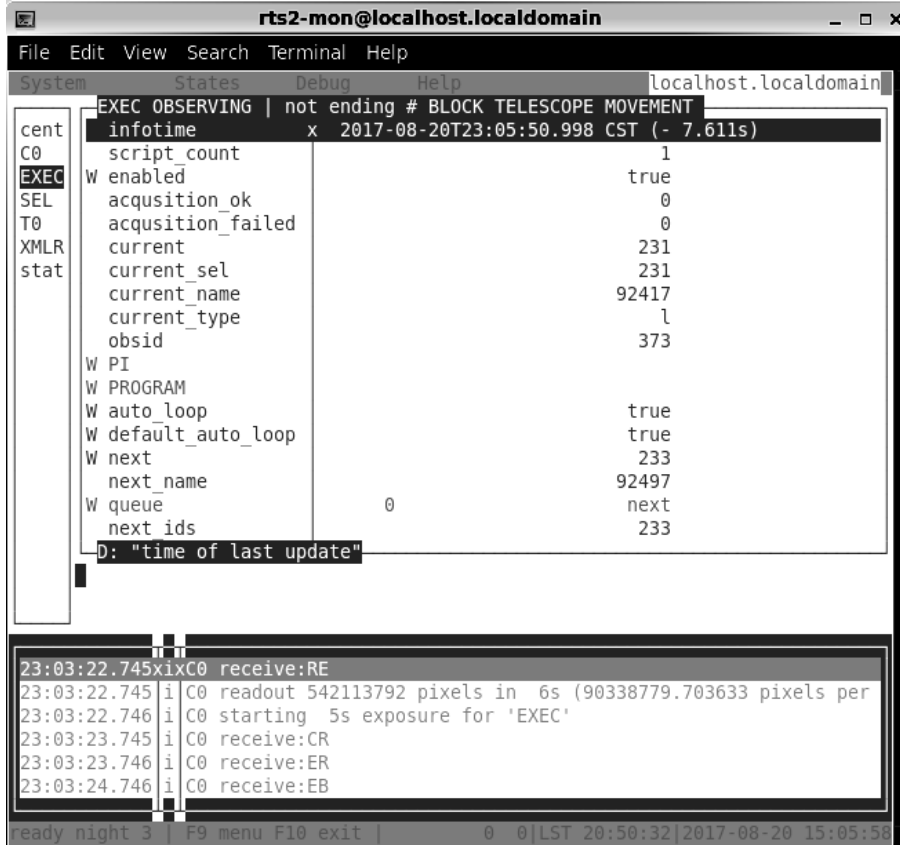 rts2-mon@localhost.localdomain
File Edit View Search Terminal Help
System States Debug Help localhost.localdomain
EXEC OBSERVING | not ending # BLOCK TELESCOPE MOVEMENT
cent infotime x 2017-08-20T23:05:50.998 CST (- 7.611s)
C0 script_count 1
EXEC W enabled true
SEL acqusition_ok 0
T0 acqusition_failed 0
XMLR current 231
stat current_sel 231
current_name 92417
current_type l
obsid 373
W PI
W PROGRAM
W auto_loop true
W default_auto_loop true
W next 233
next_name 92497
W queue 0 next
next_ids 233
D: "time of last update"
23:03:22.745xixC0 receive:RE
23:03:22.745 i C0 readout 542113792 pixels in 6s (90338779.703633 pixels per
23:03:22.746 i C0 starting 5s exposure for 'EXEC'
23:03:23.745 i C0 receive:CR
23:03:23.746 i C0 receive:ER
23:03:24.746 i C0 receive:EB
ready night 3 | F9 menu F10 exit | 0 0|LST 20:50:32|2017-08-20 15:05:58